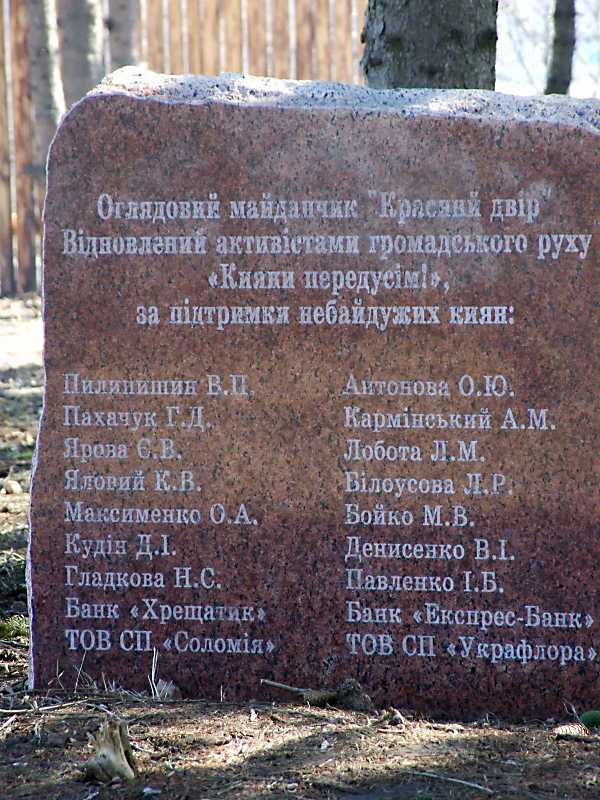 Оглядовий майданчик "Красний двір"
Відновлений активістами громадського руху
«Кияни передусім!»,
за підтримки небайдужих киян:
Пилипишин В.П.
Пахачук Г.Д.
Ярова Є.В.
Яловий К.В.
Максименко О.А.
Кудін Д.І.
Гладкова Н.С.
Банк «Хрещатик»
ТОВ СП «Соломія»
Антонова О.Ю.
Кармінський А.М.
Лобота Л.М.
Білоусова Л.Р.
Бойко М.В.
Денисенко В.І.
Павленко І.Б.
Банк «Експрес-Банк»
ТОВ СП «Украфлора»